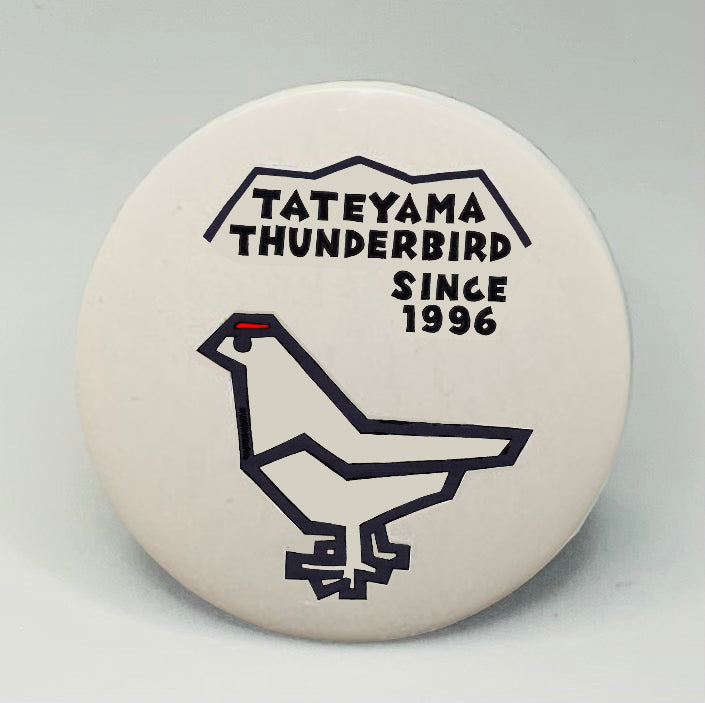 TATEYAMA
THUNDERBIRD
SINCE
1996